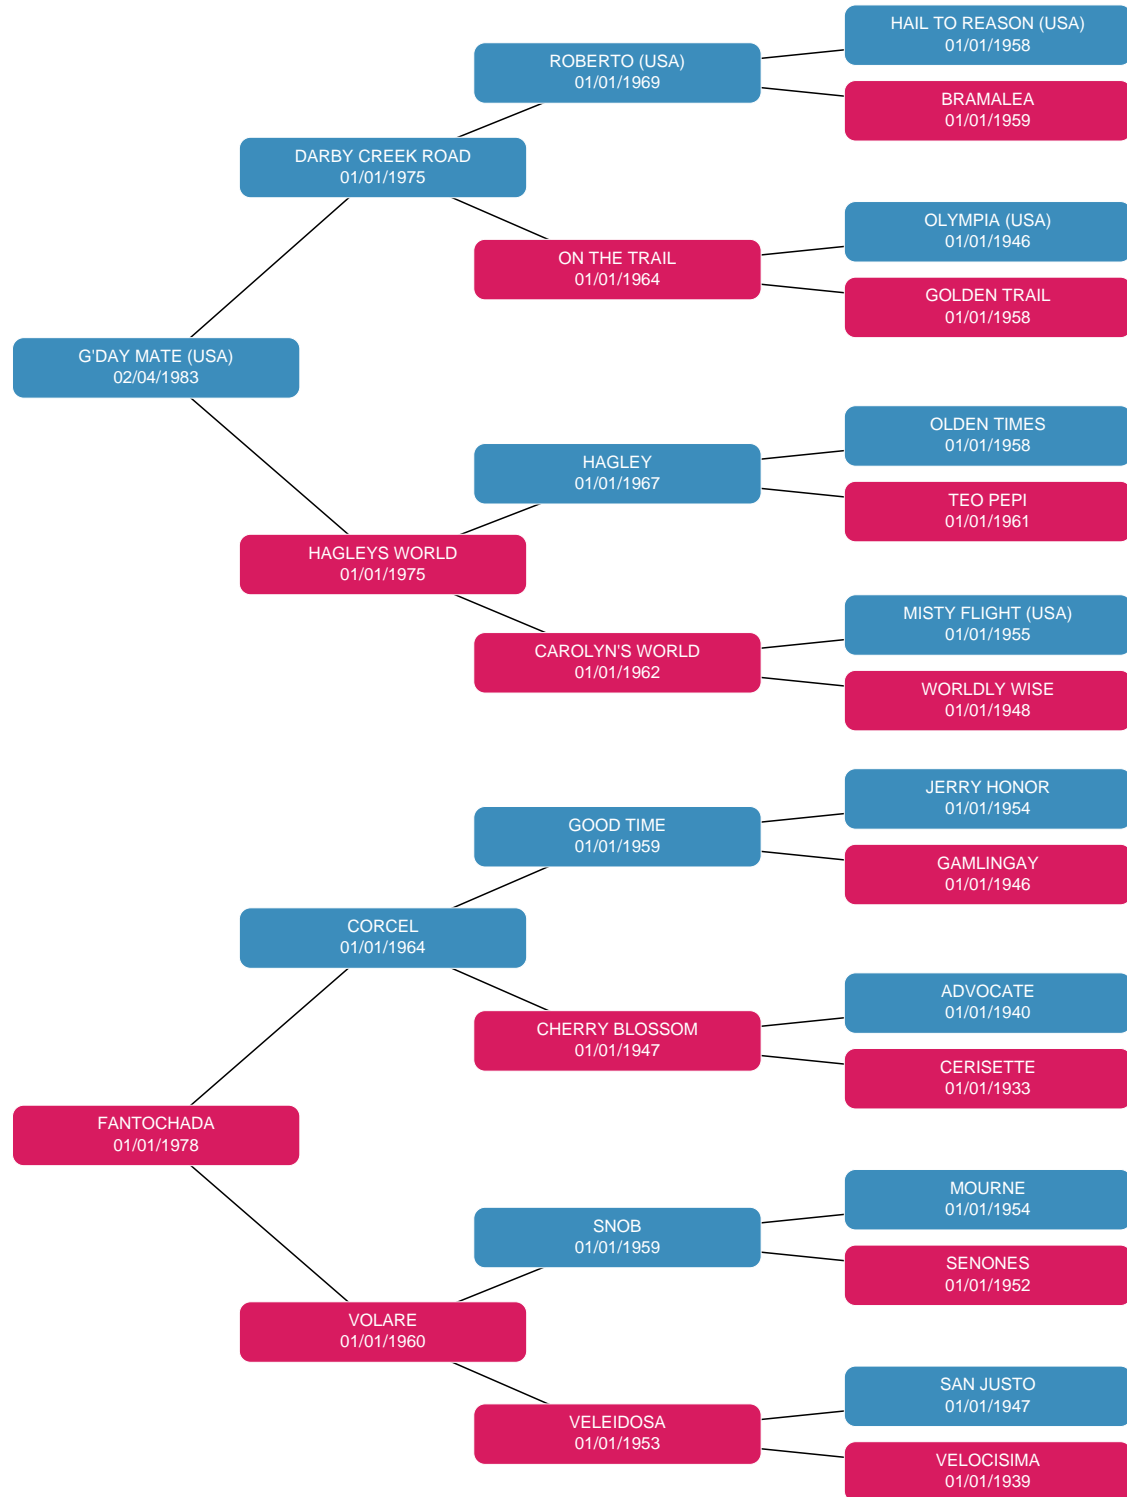 HAIL TO REASON (USA)
01/01/1958
ROBERTO (USA)
01/01/1969
BRAMALEA
01/01/1959
DARBY CREEK ROAD
01/01/1975
OLYMPIA (USA)
01/01/1946
ON THE TRAIL
01/01/1964
GOLDEN TRAIL
01/01/1958
G'DAY MATE (USA)
02/04/1983
OLDEN TIMES
01/01/1958
HAGLEY
01/01/1967
TEO PEPI
01/01/1961
HAGLEYS WORLD
01/01/1975
MISTY FLIGHT (USA)
01/01/1955
CAROLYN'S WORLD
01/01/1962
WORLDLY WISE
01/01/1948
JERRY HONOR
01/01/1954
GOOD TIME
01/01/1959
GAMLINGAY
01/01/1946
CORCEL
01/01/1964
ADVOCATE
01/01/1940
CHERRY BLOSSOM
01/01/1947
CERISETTE
01/01/1933
FANTOCHADA
01/01/1978
MOURNE
01/01/1954
SNOB
01/01/1959
SENONES
01/01/1952
VOLARE
01/01/1960
SAN JUSTO
01/01/1947
VELEIDOSA
01/01/1953
VELOCISIMA
01/01/1939